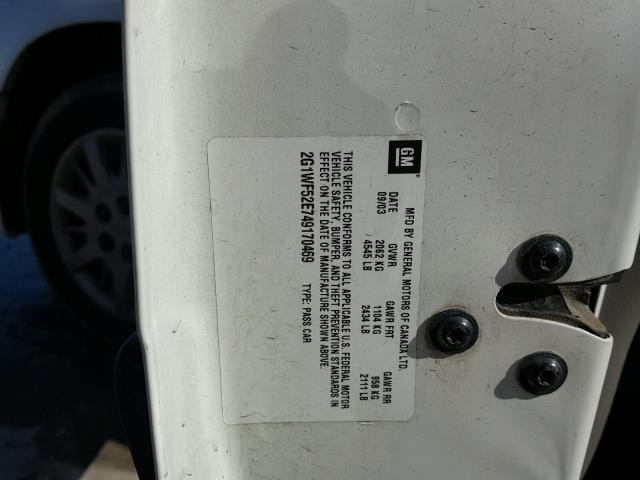 GM
MFD BY GENERAL MOTORS OF CANADA LTD.
DATE GVWR GAWR FRT GAWR RR
09/03 2062 KG 1104 KG 958 KG
4545 LB 2434 LB 2111 LB
THIS VEHICLE CONFORMS TO ALL APPLICABLE U.S. FEDERAL MOTOR
VEHICLE SAFETY, BUMPER, AND THEFT PREVENTION STANDARDS IN
EFFECT ON THE DATE OF MANUFACTURE SHOWN ABOVE.
2G1WF52E749170469 TYPE: PASS CAR